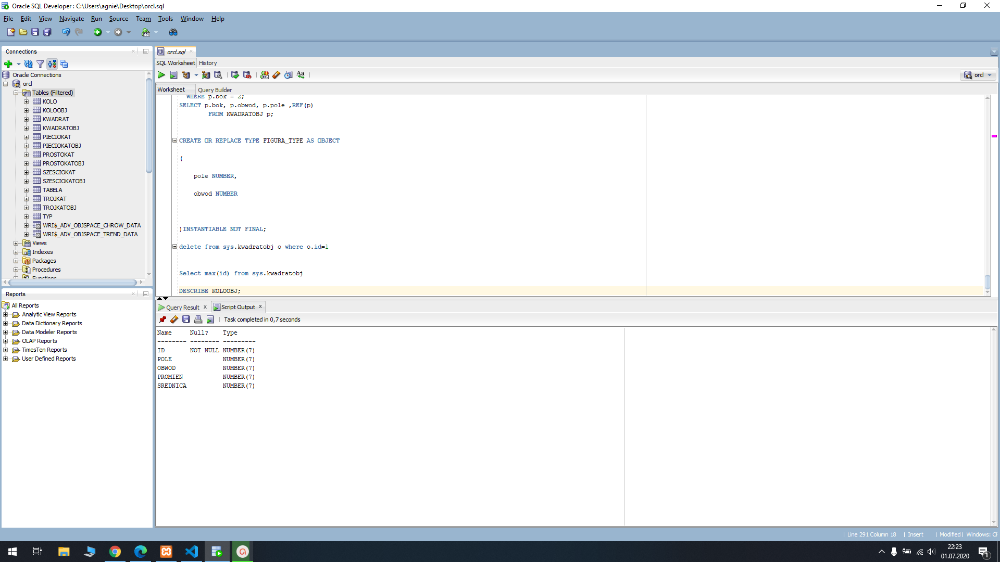 Oracle SQL Developer : C:\Users\agnie\Desktop\orcl.sql
File Edit View Navigate Run Source Team Tools Window Help
Connections
Oracle Connections
orcl
Tables (Filtered)
KOLO
KOLOOBJ
KWADRAT
KWADRATOBJ
PIECIOKAT
PIECIOKATOBJ
PROSTOKAT
PROSTOKATOBJ
SZESCIOKAT
SZESCIOKATOBJ
TABELA
TROJKAT
TROJKATOBJ
TYP
WRI$_ADV_OBJSPACE_CHROW_DATA
WRI$_ADV_OBJSPACE_TREND_DATA
Views
Indexes
Packages
Procedures
Functions
Reports
All Reports
Analytic View Reports
Data Dictionary Reports
Data Modeler Reports
OLAP Reports
TimesTen Reports
User Defined Reports
orcl.sql
SQL Worksheet History
Aa
orcl
Worksheet Query Builder
WHERE p.bok = 2;
SELECT p.bok, p.obwod, p.pole ,REF(p)
FROM KWADRATOBJ p;
CREATE OR REPLACE TYPE FIGURA_TYPE AS OBJECT
(
pole NUMBER,
obwod NUMBER
)INSTANTIABLE NOT FINAL;
delete from sys.kwadratobj o where o.id=1
Select max(id) from sys.kwadratobj
DESCRIBE KOLOOBJ;
Query Result x Script Output x
Task completed in 0,7 seconds
Name Null? Type
-------- -------- ---------
ID NOT NULL NUMBER(7)
POLE NUMBER(7)
OBWOD NUMBER(7)
PROMIEN NUMBER(7)
SREDNICA NUMBER(7)
Line 291 Column 18 | Insert | Modified | Windows: CF
22:23
01.07.2020
1